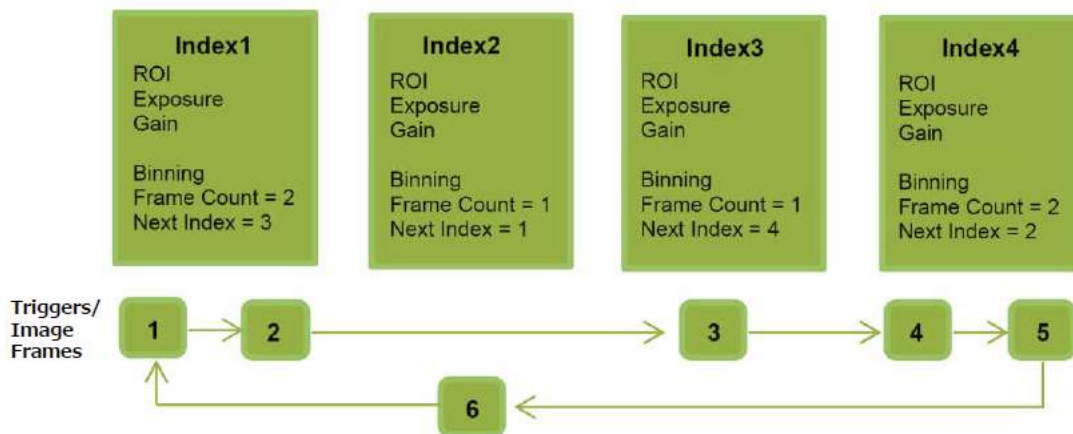 Index1
ROI
Exposure
Gain
Binning
Frame Count = 2
Next Index = 3
Index2
ROI
Exposure
Gain
Binning
Frame Count = 1
Next Index = 1
Index3
ROI
Exposure
Gain
Binning
Frame Count = 1
Next Index = 4
Index4
ROI
Exposure
Gain
Binning
Frame Count = 2
Next Index = 2
Triggers/
Image
Frames
1
2
3
4
5
6